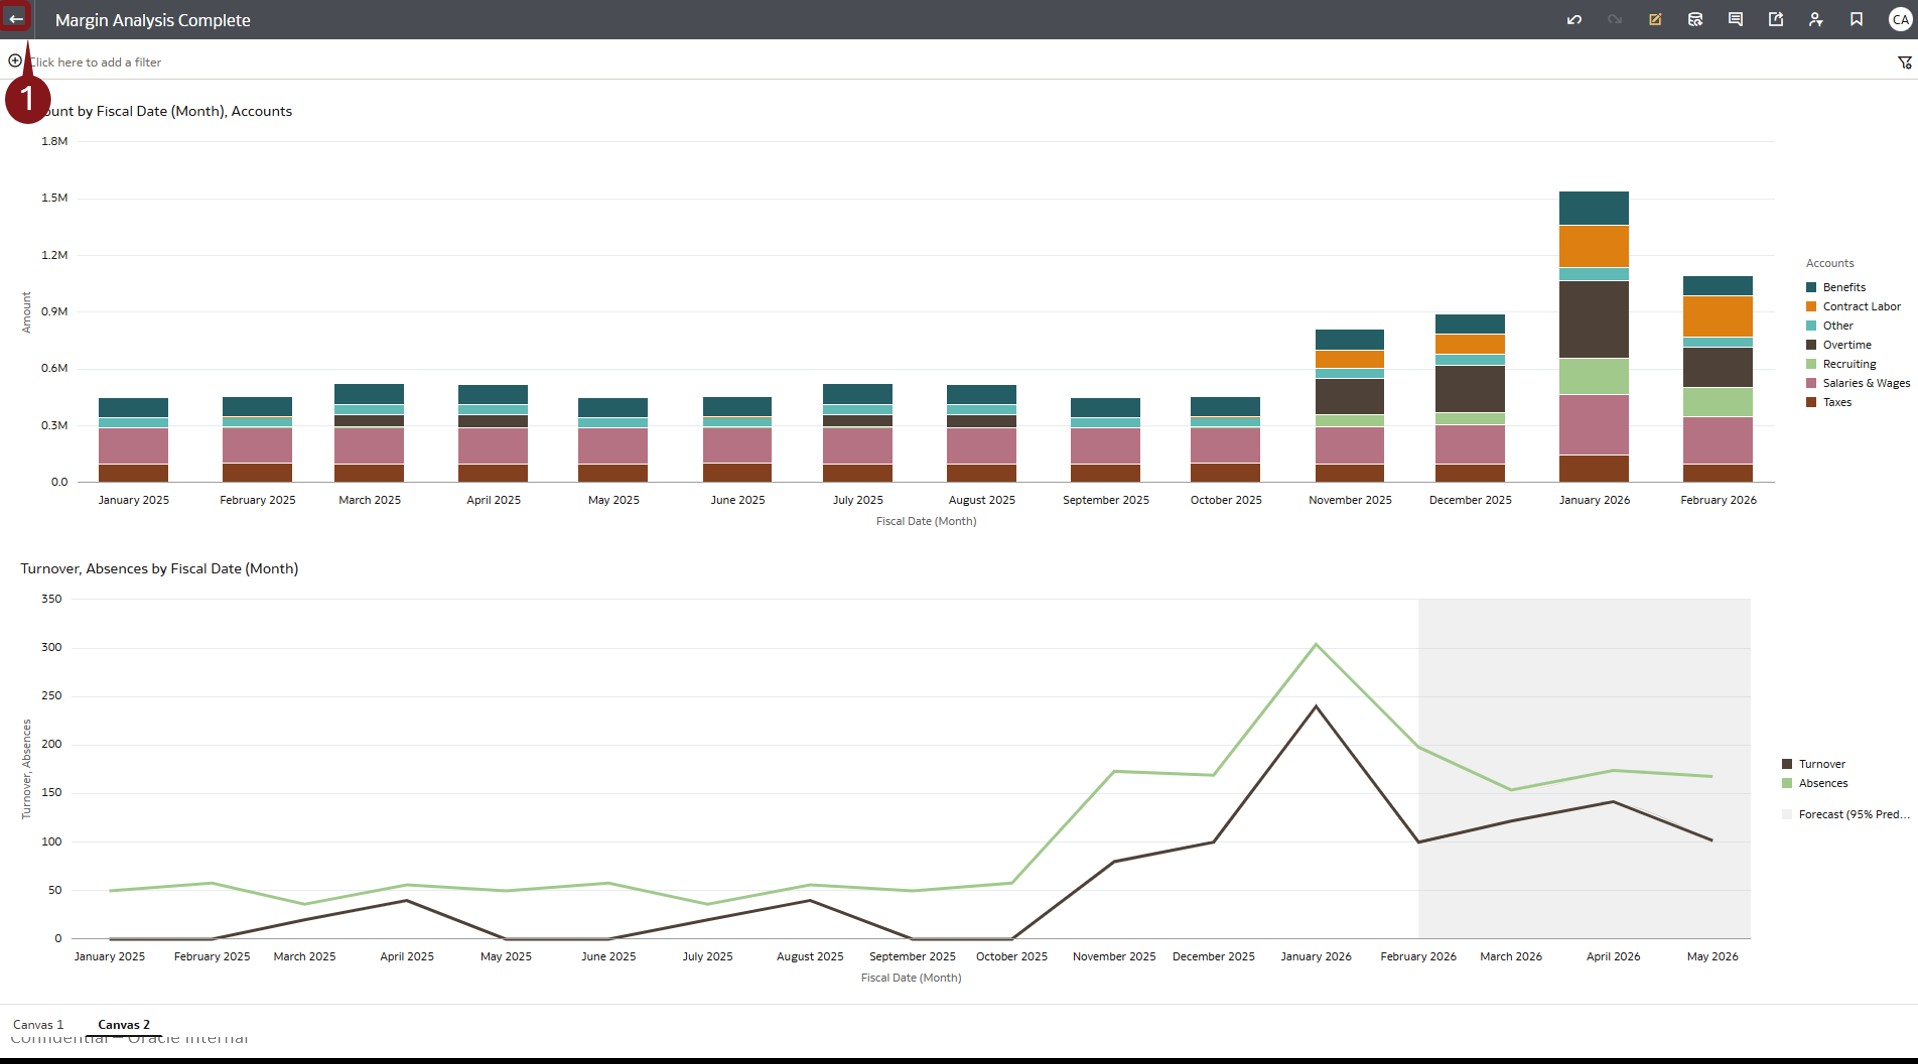 Margin Analysis Complete
CA
Click here to add a filter
1
ount by Fiscal Date (Month), Accounts
1.8M
1.5M
1.2M
0.9M
0.6M
0.3M
0.0
Amount
January 2025 February 2025 March 2025 April 2025 May 2025 June 2025 July 2025 August 2025 September 2025 October 2025 November 2025 December 2025 January 2026 February 2026
Fiscal Date (Month)
Accounts
Benefits
Contract Labor
Other
Overtime
Recruiting
Salaries & Wages
Taxes
Turnover, Absences by Fiscal Date (Month)
350
300
250
200
150
100
50
0
Turnover, Absences
January 2025 February 2025 March 2025 April 2025 May 2025 June 2025 July 2025 August 2025 September 2025 October 2025 November 2025 December 2025 January 2026 February 2026 March 2026 April 2026 May 2026
Fiscal Date (Month)
Turnover
Absences
Forecast (95% Pred...
Canvas 1 Canvas 2
Confidential – Oracle Internal